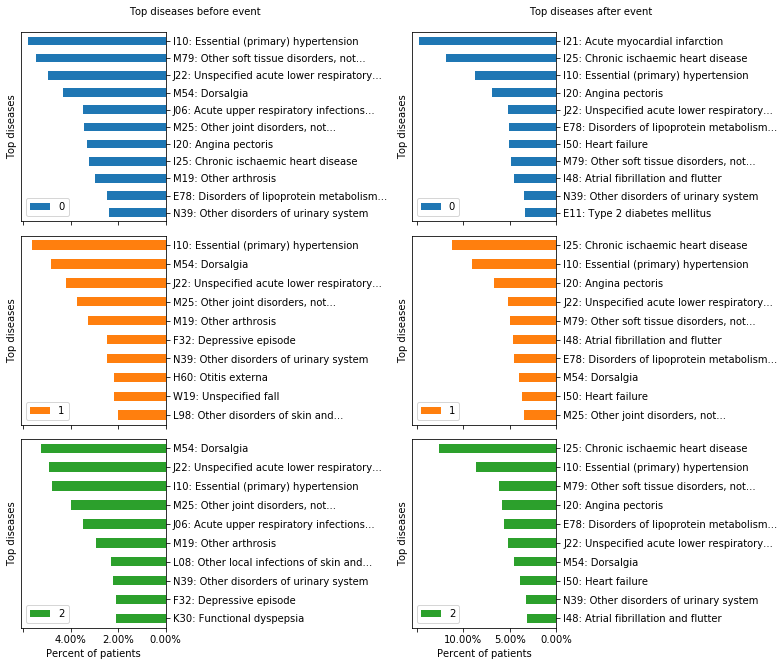 Top diseases before event
Top diseases
I10: Essential (primary) hypertension
M79: Other soft tissue disorders, not...
J22: Unspecified acute lower respiratory...
M54: Dorsalgia
J06: Acute upper respiratory infections...
M25: Other joint disorders, not...
I20: Angina pectoris
I25: Chronic ischaemic heart disease
M19: Other arthrosis
E78: Disorders of lipoprotein metabolism...
N39: Other disorders of urinary system
0
Top diseases
I10: Essential (primary) hypertension
M54: Dorsalgia
J22: Unspecified acute lower respiratory...
M25: Other joint disorders, not...
M19: Other arthrosis
F32: Depressive episode
N39: Other disorders of urinary system
H60: Otitis externa
W19: Unspecified fall
L98: Other disorders of skin and...
1
Top diseases
M54: Dorsalgia
J22: Unspecified acute lower respiratory...
I10: Essential (primary) hypertension
M25: Other joint disorders, not...
J06: Acute upper respiratory infections...
M19: Other arthrosis
L08: Other local infections of skin and...
N39: Other disorders of urinary system
F32: Depressive episode
K30: Functional dyspepsia
2
4.00% 2.00% 0.00%
Percent of patients
Top diseases after event
Top diseases
I21: Acute myocardial infarction
I25: Chronic ischaemic heart disease
I10: Essential (primary) hypertension
I20: Angina pectoris
J22: Unspecified acute lower respiratory...
E78: Disorders of lipoprotein metabolism...
I50: Heart failure
M79: Other soft tissue disorders, not...
I48: Atrial fibrillation and flutter
N39: Other disorders of urinary system
E11: Type 2 diabetes mellitus
0
Top diseases
I25: Chronic ischaemic heart disease
I10: Essential (primary) hypertension
I20: Angina pectoris
J22: Unspecified acute lower respiratory...
M79: Other soft tissue disorders, not...
I48: Atrial fibrillation and flutter
E78: Disorders of lipoprotein metabolism...
M54: Dorsalgia
I50: Heart failure
M25: Other joint disorders, not...
1
Top diseases
I25: Chronic ischaemic heart disease
I10: Essential (primary) hypertension
M79: Other soft tissue disorders, not...
I20: Angina pectoris
E78: Disorders of lipoprotein metabolism...
J22: Unspecified acute lower respiratory...
M54: Dorsalgia
I50: Heart failure
N39: Other disorders of urinary system
I48: Atrial fibrillation and flutter
2
10.00% 5.00% 0.00%
Percent of patients